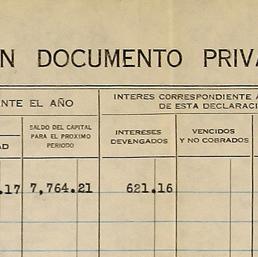 N DOCUMENTO PRIVA
NTE EL AÑO
INTERES CORRESPONDIENTE A
DE ESTA DECLARACI
AD
SALDO DEL CAPITAL
PARA EL PROXIMO
PERIODO
INTERESES
DEVENGADOS
VENCIDOS
Y NO COBRADOS
.17 7,764.21 621.16